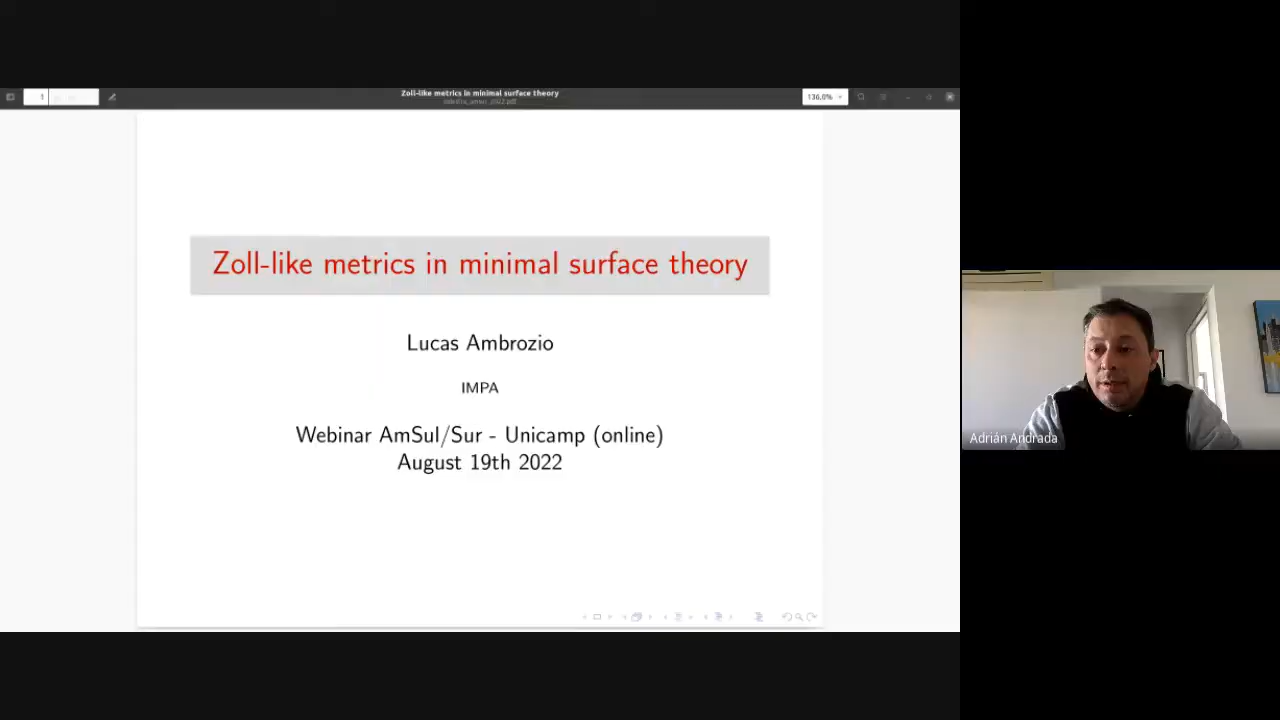 1
Zoll-like metrics in minimal surface theory
136,0%
Zoll-like metrics in minimal surface theory
Lucas Ambrozio
IMPA
Webinar AmSul/Sur - Unicamp (online)
August 19th 2022
Adrián Andrada